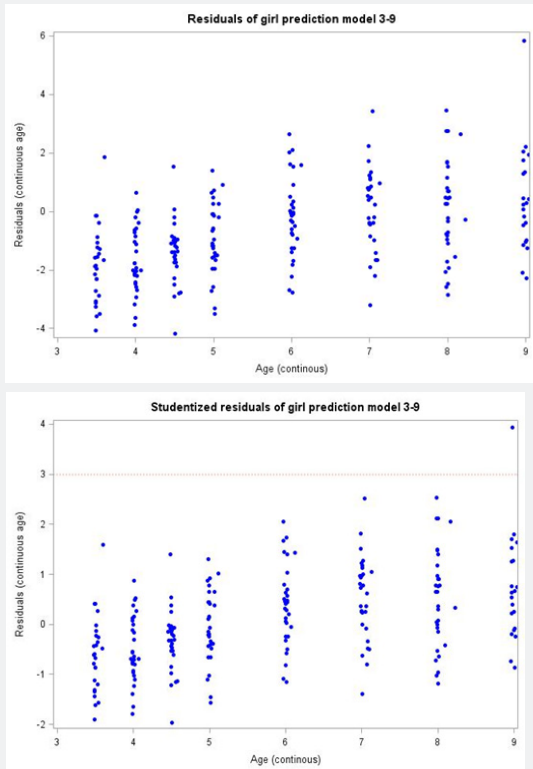 Residuals of girl prediction model 3-9
Residuals (continuous age)
6
4
2
0
-2
-4
3 4 5 6 7 8 9
Age (continous)
Studentized residuals of girl prediction model 3-9
Residuals (continuous age)
4
3
2
1
0
-1
-2
3 4 5 6 7 8 9
Age (continous)